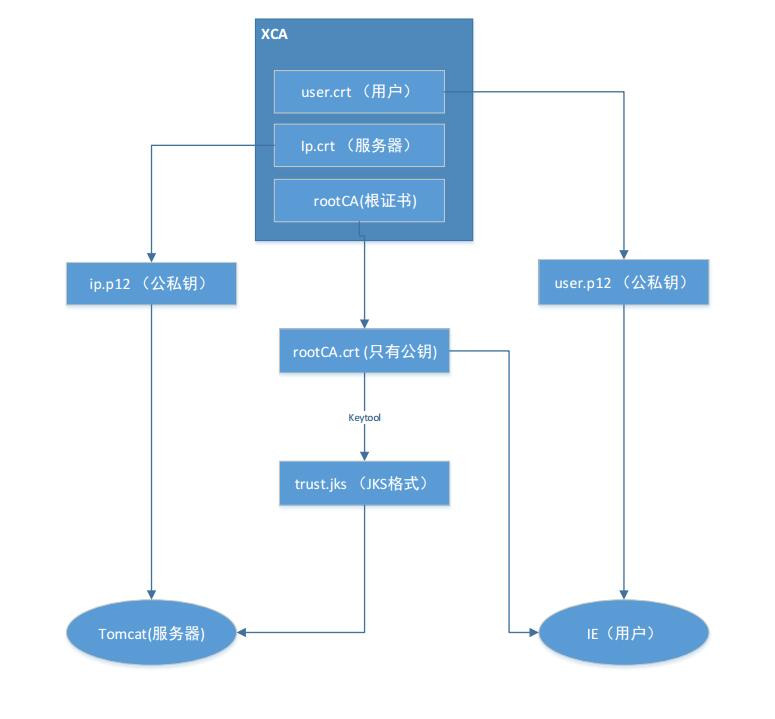 XCA
user.crt （用户）
Ip.crt （服务器）
rootCA(根证书)
ip.p12 （公私钥）
user.p12 （公私钥）
rootCA.crt (只有公钥)
Keytool
trust.jks （JKS格式）
Tomcat(服务器)
IE（用户）